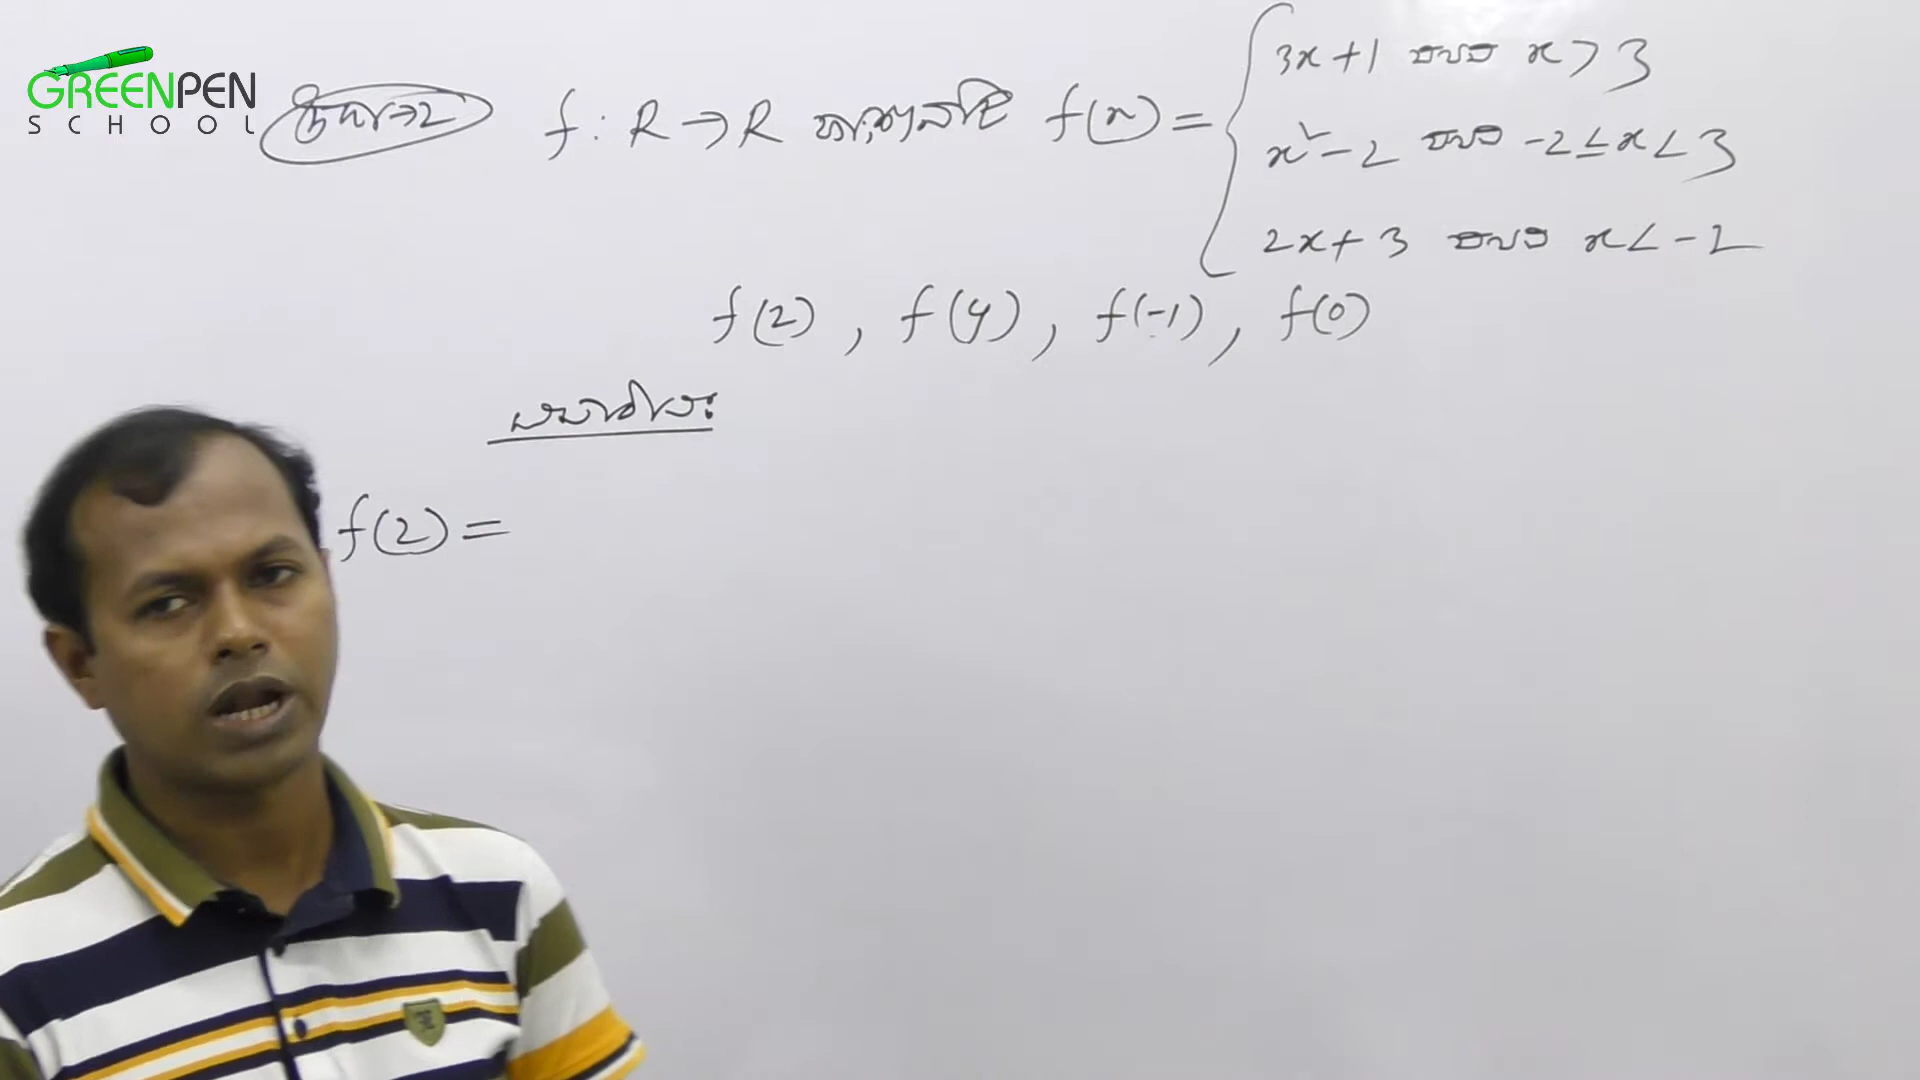 GREENPEN
SCHOOL
উদা→2 f : R → R ফাংশনটি f(x) =
3x + 1 যখন x > 3
x² - 2 যখন -2 ≤ x < 3
2x + 3 যখন x < -2
f(2) , f(4) , f(-1) , f(0)
সমাধান:
f(2) =